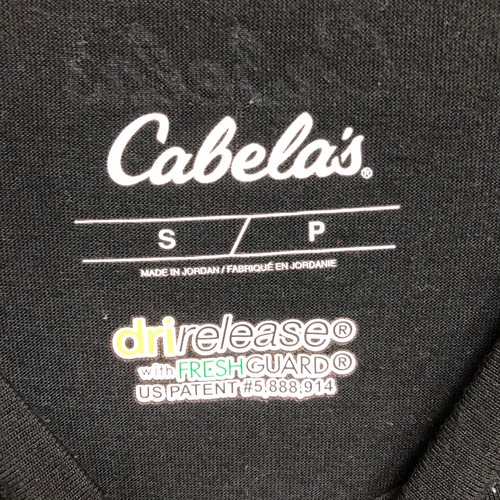 Cabela's®
S / P
MADE IN JORDAN / FABRIQUÉ EN JORDANIE
drirelease®
with FRESHGUARD®
US PATENT #5,888,914